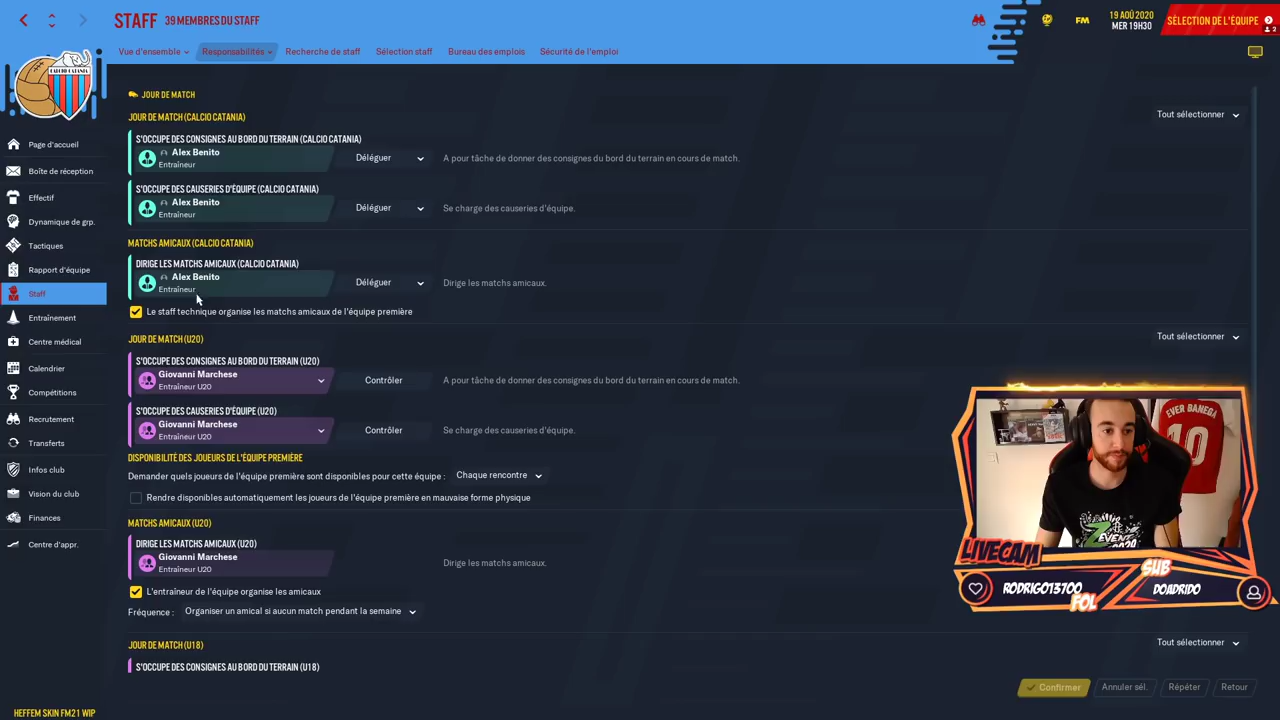 STAFF 39 MEMBRES DU STAFF
FM
19 AOÛ 2020
MER 19H30
SÉLECTION DE L'ÉQUIPE
2
Vue d'ensemble
Responsabilités
Recherche de staff
Sélection staff
Bureau des emplois
Sécurité de l'emploi
CALCIO CATANIA
Page d'accueil
Boîte de réception
Effectif
Dynamique de grp.
Tactiques
Rapport d'équipe
Staff
Entraînement
Centre médical
Calendrier
Compétitions
Recrutement
Transferts
Infos club
Vision du club
Finances
Centre d'appr.
HEFFEM SKIN FM21 WIP
JOUR DE MATCH
JOUR DE MATCH (CALCIO CATANIA)
Tout sélectionner
S'OCCUPE DES CONSIGNES AU BORD DU TERRAIN (CALCIO CATANIA)
Alex Benito
Entraîneur
Déléguer
A pour tâche de donner des consignes du bord du terrain en cours de match.
S'OCCUPE DES CAUSERIES D'ÉQUIPE (CALCIO CATANIA)
Alex Benito
Entraîneur
Déléguer
Se charge des causeries d'équipe.
MATCHS AMICAUX (CALCIO CATANIA)
DIRIGE LES MATCHS AMICAUX (CALCIO CATANIA)
Alex Benito
Entraîneur
Déléguer
Dirige les matchs amicaux.
Le staff technique organise les matchs amicaux de l'équipe première
JOUR DE MATCH (U20)
Tout sélectionner
S'OCCUPE DES CONSIGNES AU BORD DU TERRAIN (U20)
Giovanni Marchese
Entraîneur U20
Contrôler
A pour tâche de donner des consignes du bord du terrain en cours de match.
S'OCCUPE DES CAUSERIES D'ÉQUIPE (U20)
Giovanni Marchese
Entraîneur U20
Contrôler
Se charge des causeries d'équipe.
DISPONIBILITÉ DES JOUEURS DE L'ÉQUIPE PREMIÈRE
Demander quels joueurs de l'équipe première sont disponibles pour cette équipe : Chaque rencontre
Rendre disponibles automatiquement les joueurs de l'équipe première en mauvaise forme physique
MATCHS AMICAUX (U20)
DIRIGE LES MATCHS AMICAUX (U20)
Giovanni Marchese
Entraîneur U20
Dirige les matchs amicaux.
L'entraîneur de l'équipe organise les amicaux
Fréquence : Organiser un amical si aucun match pendant la semaine
JOUR DE MATCH (U18)
Tout sélectionner
S'OCCUPE DES CONSIGNES AU BORD DU TERRAIN (U18)
Confirmer
Annuler sél.
Répéter
Retour
EVER BANEGA
10
ZEVENT
2020
LIVECAM
SUB
RODRIGO13700
FOL
DOADRIDO